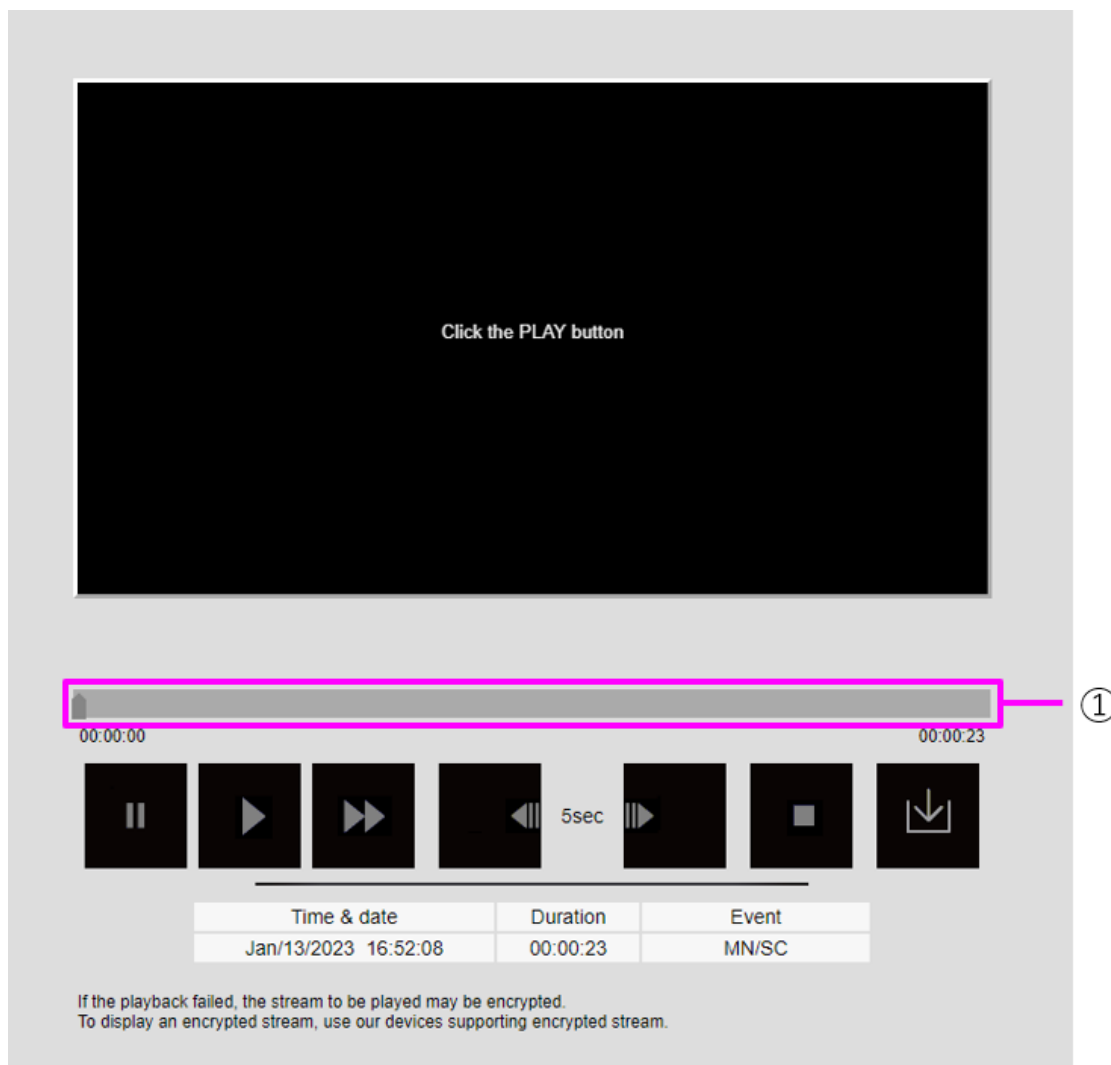 Click the PLAY button
①
00:00:00 00:00:23
5sec
Time & date Duration Event
Jan/13/2023 16:52:08 00:00:23 MN/SC
If the playback failed, the stream to be played may be encrypted.
To display an encrypted stream, use our devices supporting encrypted stream.